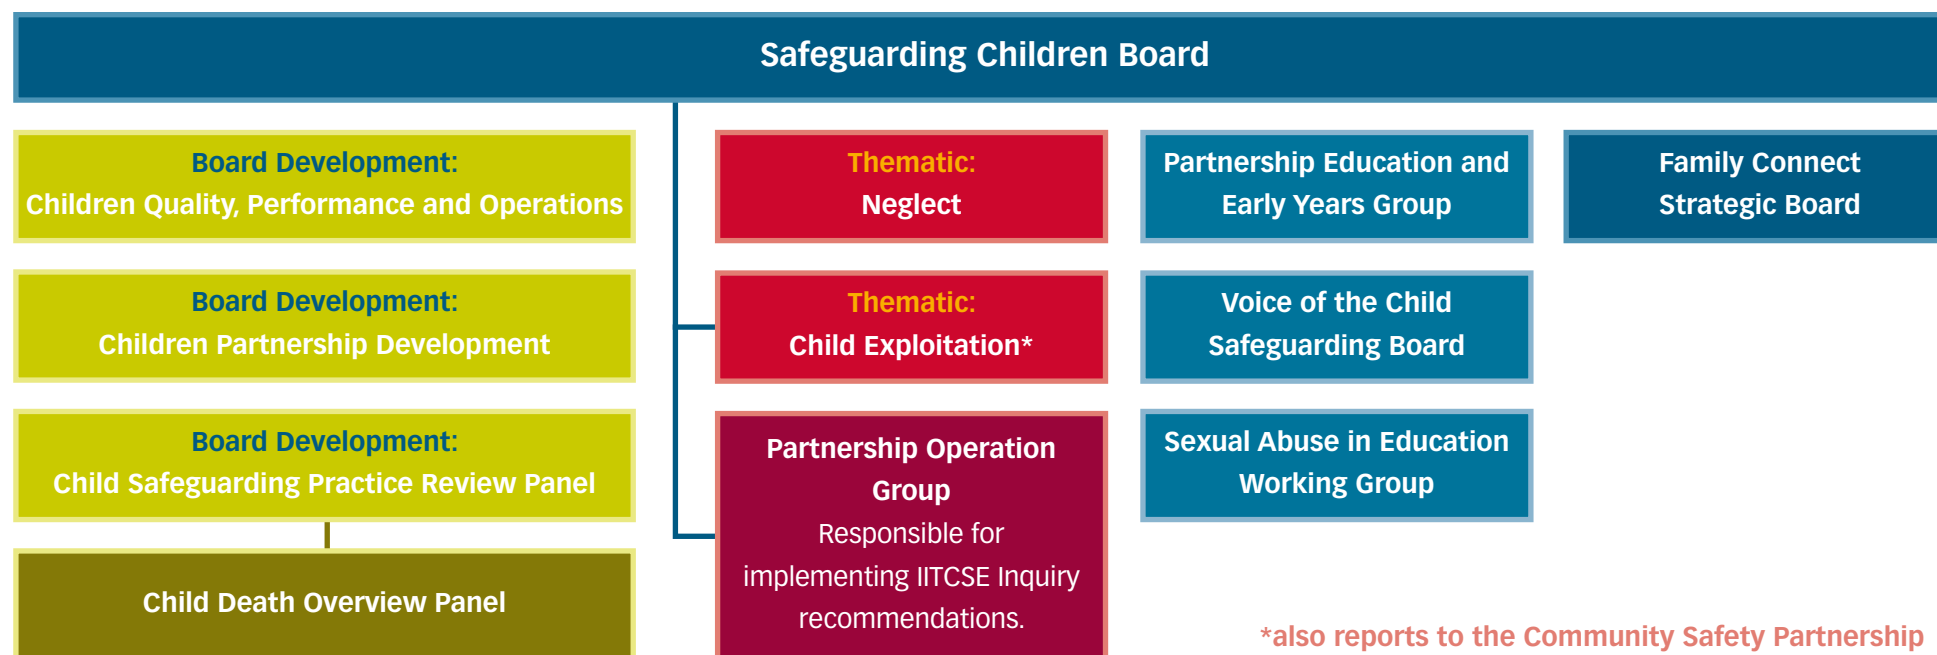 Safeguarding Children Board
Board Development:
Children Quality, Performance and Operations
Board Development:
Children Partnership Development
Board Development:
Child Safeguarding Practice Review Panel
Child Death Overview Panel
Thematic:
Neglect
Thematic:
Child Exploitation*
Partnership Operation
Group
Responsible for
implementing IITCSE Inquiry
recommendations.
Partnership Education and
Early Years Group
Voice of the Child
Safeguarding Board
Sexual Abuse in Education
Working Group
Family Connect
Strategic Board
*also reports to the Community Safety Partnership